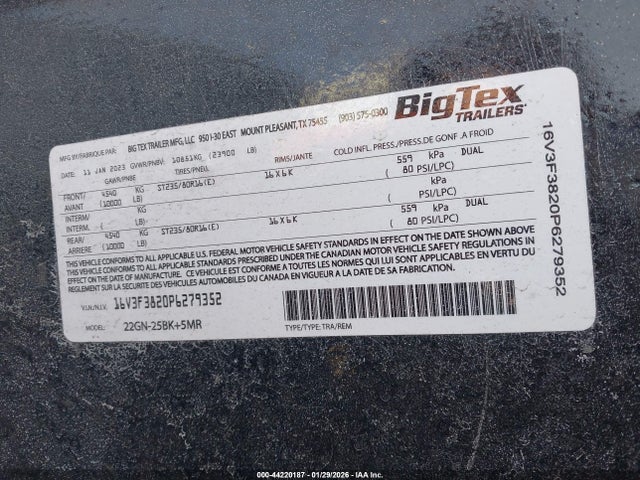 BigTex
TRAILERS®
MFG BY/FABRIQUE PAR: BIG TEX TRAILER MFG, LLC 950 I-30 EAST MOUNT PLEASANT, TX 75455 (903) 575-0300
DATE: 11 JAN 2023 GVWR/PNBV: 10851KG (23900 LB)
GAWR/PNBE TIRES/PNELL RIMS/JANTE COLD INFL. PRESS./PRESS.DE GONF. A FROID
FRONT/ 4540 KG ST235/80R16(E) 16X6K 559 kPa DUAL
(10000 LB) ( 80 PSI/LPC)
INTERM./ KG kPa
INTERM. ( LB) ( PSI/LPC)
REAR/ 4540 KG ST235/80R16(E) 16X6K 559 kPa DUAL
ARRIERE (10000 LB) ( 80 PSI/LPC)
THIS VEHICLE CONFORMS TO ALL APPLICABLE U.S. FEDERAL MOTOR VEHICLE SAFETY STANDARDS IN EFFECT ON THE DATE OF MANUFACTURE
THIS VEHICLE CONFORMS TO ALL APPLICABLE STANDARDS PRESCRIBED UNDER THE CANADIAN MOTOR VEHICLE SAFETY
REGULATIONS IN EFFECT ON THE DATE OF MANUFACTURE / CE VEHICULE EST CONFORME A TOUTES LES NORMES QUI LUI SONT APPLICABLES EN VERTU DU
REGLEMENT SUR LA SECURITE DES VEHICULES AUTOMOBILES DU CANADA EN VIGUEUR A LA DATE DE SA FABRICATION.
V.I.N./N.I.V. 16V3F3820P6279352
MODEL: 22GN-25BK+5MR
TYPE/TYPE: TRA/REM
16V3F3820P6279352
000-44220187 - 01/29/2026 - IAA Inc.